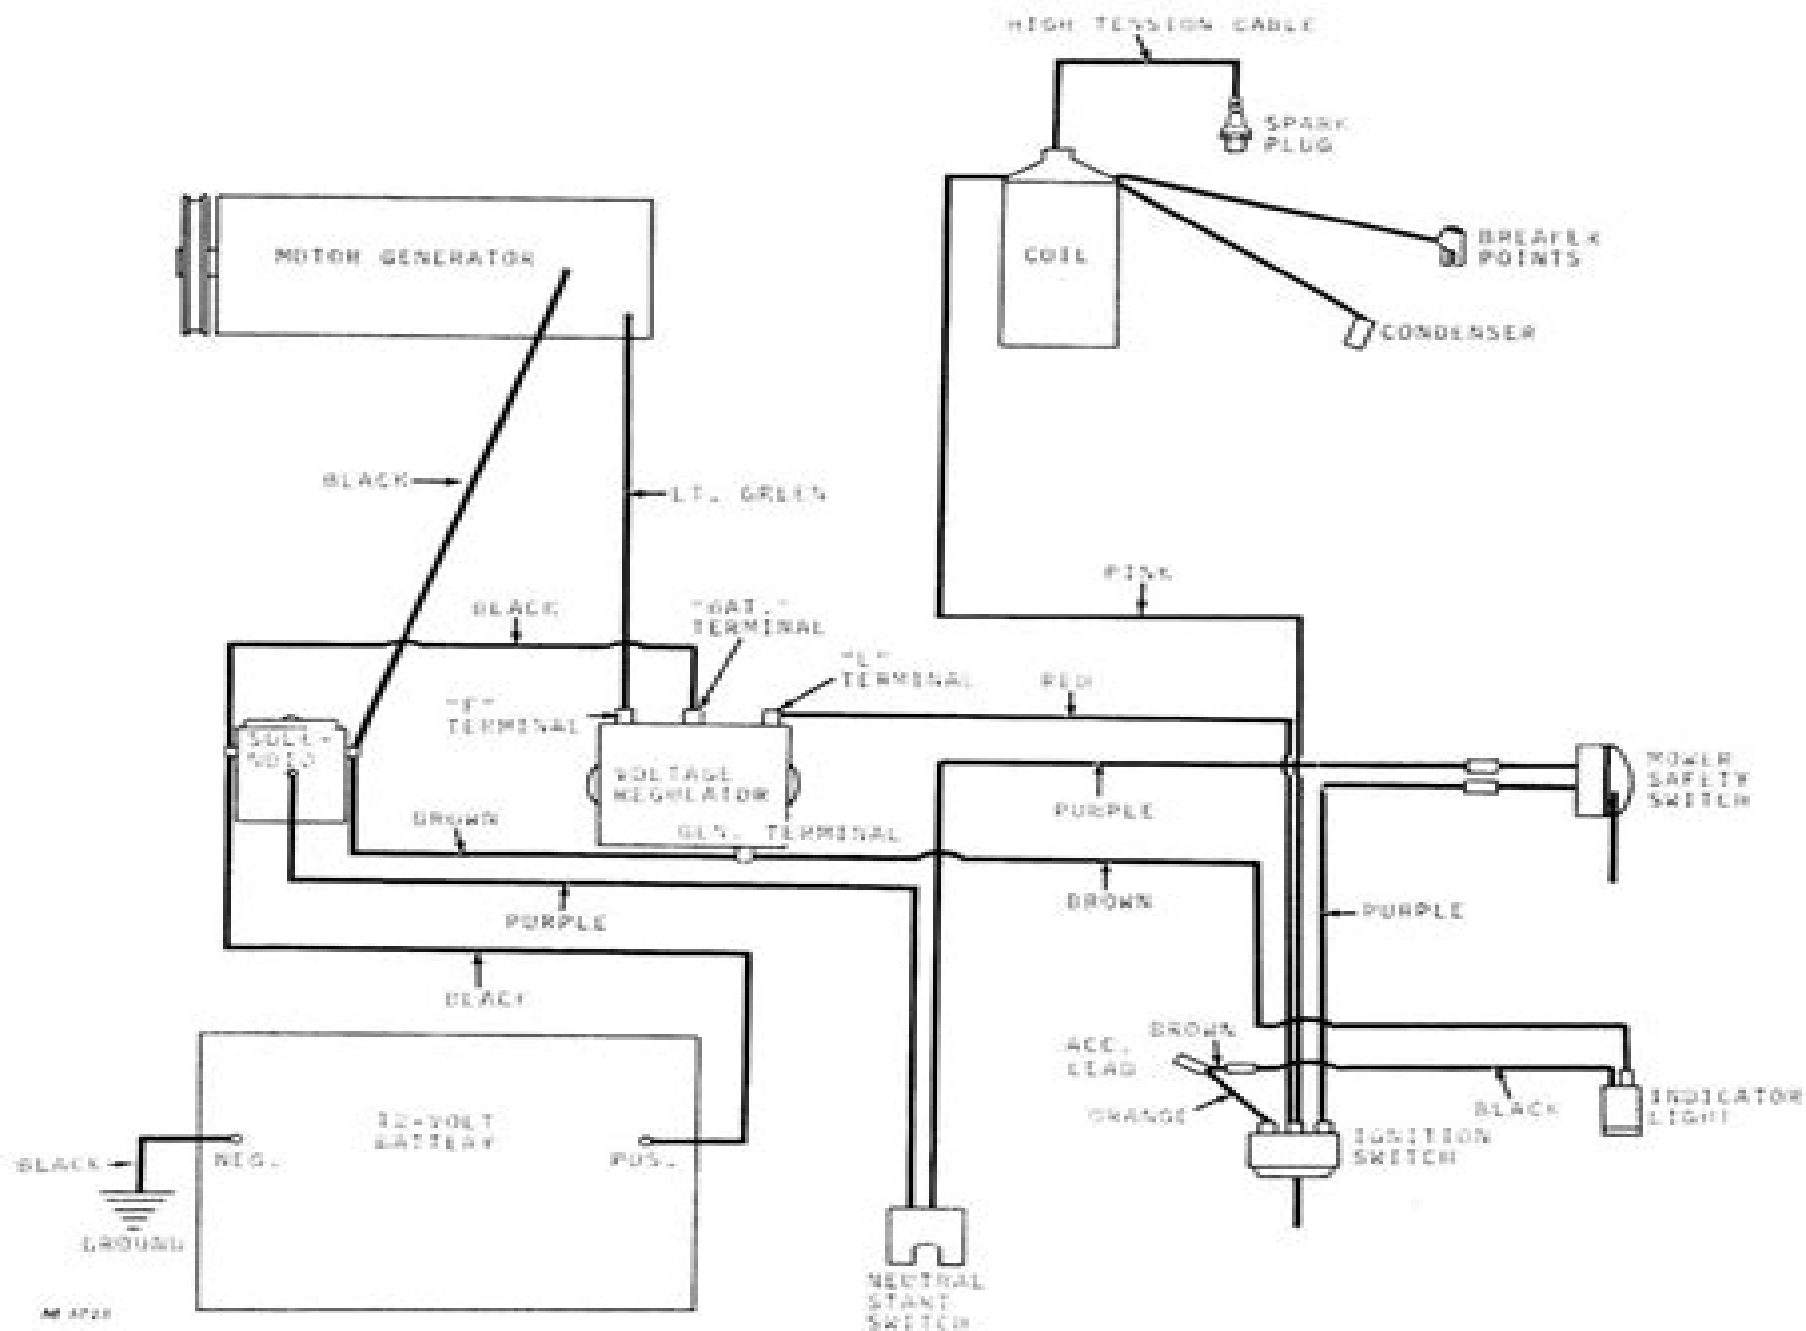 HIGH TENSION CABLE
SPARK
PLUG
MOTOR GENERATOR
COIL
BREAKER
POINTS
CONDENSER
BLACK
LT. GREEN
PINK
BLACK
"BAT."
TERMINAL
"L"
TERMINAL
RED
"F"
TERMINAL
SOLE-
NOID
VOLTAGE
REGULATOR
MOWER
SAFETY
SWITCH
PURPLE
BROWN
GEN. TERMINAL
BROWN
PURPLE
PURPLE
BLACK
ACC.
LEAD
BROWN
ORANGE
BLACK
INDICATOR
LIGHT
IGNITION
SWITCH
12-VOLT
BATTERY
NEG.
POS.
BLACK
GROUND
NEUTRAL
START
SWITCH